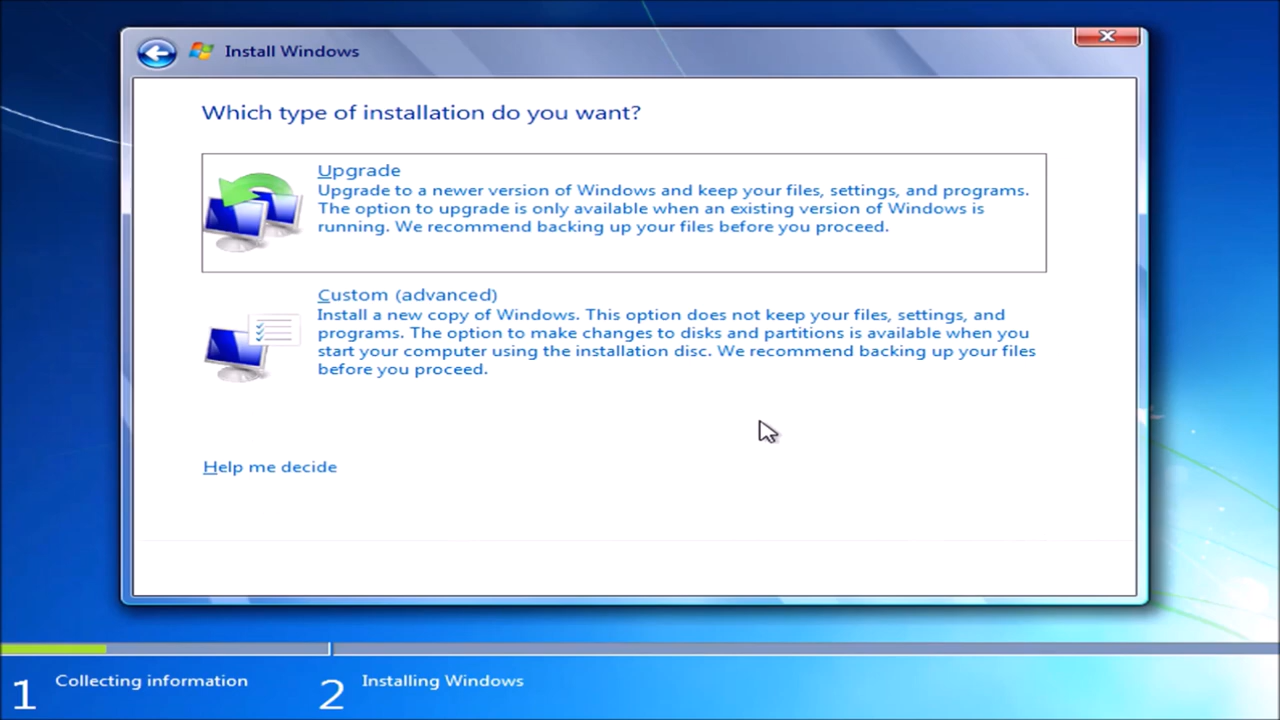 Install Windows
Which type of installation do you want?
Upgrade
Upgrade to a newer version of Windows and keep your files, settings, and programs.
The option to upgrade is only available when an existing version of Windows is
running. We recommend backing up your files before you proceed.
Custom (advanced)
Install a new copy of Windows. This option does not keep your files, settings, and
programs. The option to make changes to disks and partitions is available when you
start your computer using the installation disc. We recommend backing up your files
before you proceed.
Help me decide
1 Collecting information
2 Installing Windows